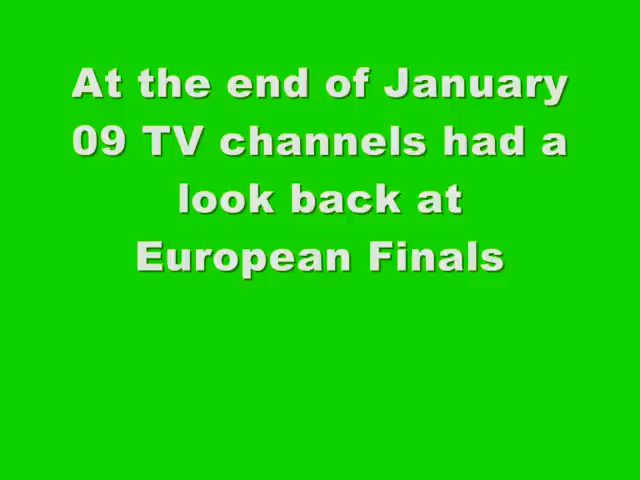 At the end of January
09 TV channels had a
look back at
European Finals